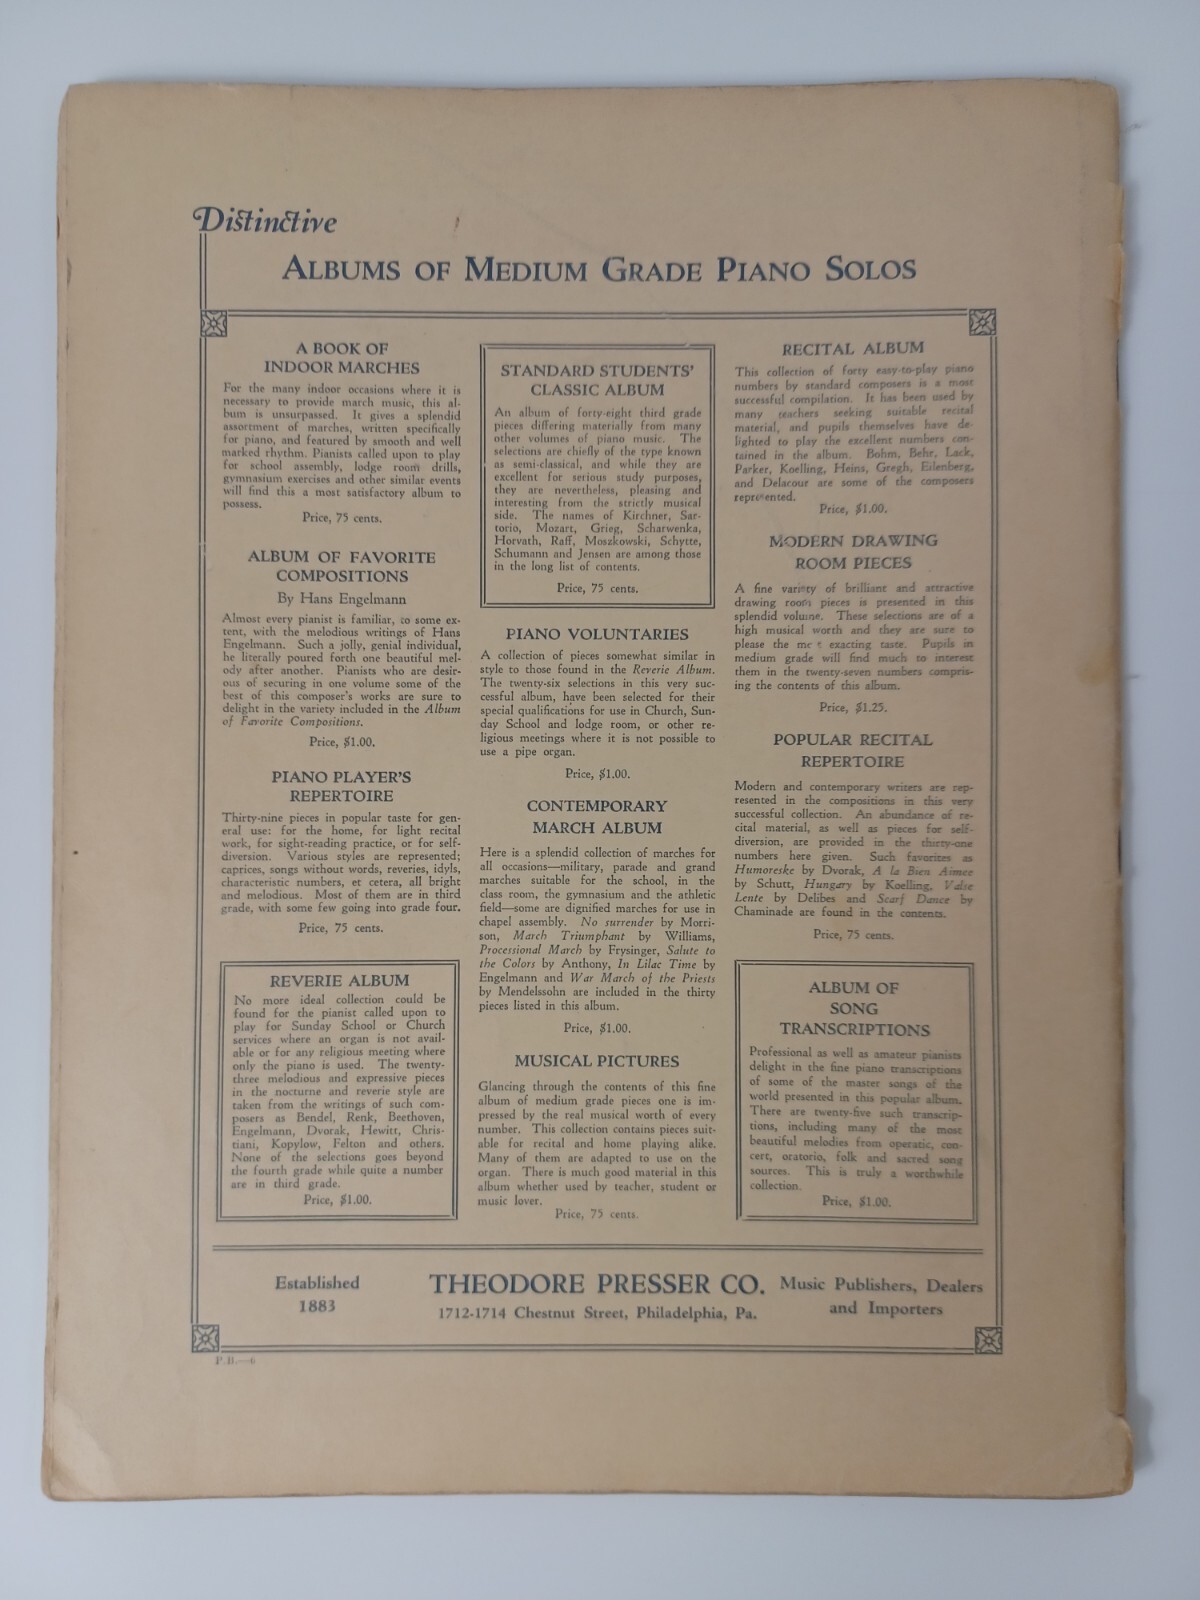 Distinctive
ALBUMS OF MEDIUM GRADE PIANO SOLOS
A BOOK OF
INDOOR MARCHES
For the many indoor occasions where it is
necessary to provide march music, this al-
bum is unsurpassed. It gives a splendid
assortment of marches, written specifically
for piano, and featured by smooth and well
marked rhythm. Pianists called upon to play
for school assembly, lodge room drills,
gymnasium exercises and other similar events
will find this a most satisfactory album to
possess.
Price, 75 cents.
ALBUM OF FAVORITE
COMPOSITIONS
By Hans Engelmann
Almost every pianist is familiar, to some ex-
tent, with the melodious writings of Hans
Engelmann. Such a jolly, genial individual,
he literally poured forth one beautiful mel-
ody after another. Pianists who are desir-
ous of securing in one volume some of the
best of this composer's works are sure to
delight in the variety included in the Album
of Favorite Compositions.
Price, $1.00.
PIANO PLAYER'S
REPERTOIRE
Thirty-nine pieces in popular taste for gen-
eral use: for the home, for light recital
work, for sight-reading practice, or for self-
diversion. Various styles are represented;
caprices, songs without words, reveries, idyls,
characteristic numbers, et cetera, all bright
and melodious. Most of them are in third
grade, with some few going into grade four.
Price, 75 cents.
REVERIE ALBUM
No more ideal collection could be
found for the pianist called upon to
play for Sunday School or Church
services where an organ is not avail-
able or for any religious meeting where
only the piano is used. The twenty-
three melodious and expressive pieces
in the nocturne and reverie style are
taken from the writings of such com-
posers as Bendel, Renk, Beethoven,
Engelmann, Dvorak, Hewitt, Chris-
tiani, Kopylow, Felton and others.
None of the selections goes beyond
the fourth grade while quite a number
are in third grade.
Price, $1.00.
STANDARD STUDENTS'
CLASSIC ALBUM
An album of forty-eight third grade
pieces differing materially from many
other volumes of piano music. The
selections are chiefly of the type known
as semi-classical, and while they are
excellent for serious study purposes,
they are nevertheless, pleasing and
interesting from the strictly musical
side. The names of Kirchner, Sar-
torio, Mozart, Grieg, Scharwenka,
Horvath, Raff, Moszkowski, Schytte,
Schumann and Jensen are among those
in the long list of contents.
Price, 75 cents.
PIANO VOLUNTARIES
A collection of pieces somewhat similar in
style to those found in the Reverie Album.
The twenty-six selections in this very suc-
cessful album, have been selected for their
special qualifications for use in Church, Sun-
day School and lodge room, or other re-
ligious meetings where it is not possible to
use a pipe organ.
Price, $1.00.
CONTEMPORARY
MARCH ALBUM
Here is a splendid collection of marches for
all occasions—military, parade and grand
marches suitable for the school, in the
class room, the gymnasium and the athletic
field—some are dignified marches for use in
chapel assembly. No surrender by Morri-
son, March Triumphant by Williams,
Processional March by Frysinger, Salute to
the Colors by Anthony, In Lilac Time by
Engelmann and War March of the Priests
by Mendelssohn are included in the thirty
pieces listed in this album.
Price, $1.00.
MUSICAL PICTURES
Glancing through the contents of this fine
album of medium grade pieces one is im-
pressed by the real musical worth of every
number. This collection contains pieces suit-
able for recital and home playing alike.
Many of them are adapted to use on the
organ. There is much good material in this
album whether used by teacher, student or
music lover.
Price, 75 cents.
RECITAL ALBUM
This collection of forty easy-to-play piano
numbers by standard composers is a most
successful compilation. It has been used by
many teachers seeking suitable recital
material, and pupils themselves have de-
lighted to play the excellent numbers con-
tained in the album. Bohm, Behr, Lack,
Parker, Koelling, Heins, Gregh, Eilenberg,
and Delacour are some of the composers
represented.
Price, $1.00.
MODERN DRAWING
ROOM PIECES
A fine variety of brilliant and attractive
drawing room pieces is presented in this
splendid volume. These selections are of a
high musical worth and they are sure to
please the exacting taste. Pupils in
medium grade will find much to interest
them in the twenty-seven numbers compris-
ing the contents of this album.
Price, $1.25.
POPULAR RECITAL
REPERTOIRE
Modern and contemporary writers are rep-
resented in the compositions in this very
successful collection. An abundance of re-
cital material, as well as pieces for self-
diversion, are provided in the thirty-one
numbers here given. Such favorites as
Humoreske by Dvorak, A la Bien Aimee
by Schutt, Hungary by Koelling, Valse
Lente by Delibes and Scarf Dance by
Chaminade are found in the contents.
Price, 75 cents.
ALBUM OF
SONG
TRANSCRIPTIONS
Professional as well as amateur pianists
delight in the fine piano transcriptions
of some of the master songs of the
world presented in this popular album.
There are twenty-five such transcrip-
tions, including many of the most
beautiful melodies from operatic, con-
cert, oratorio, folk and sacred song
sources. This is truly a worthwhile
collection.
Price, $1.00.
Established
1883
THEODORE PRESSER CO.
1712-1714 Chestnut Street, Philadelphia, Pa.
Music Publishers, Dealers
and Importers
P.B.—6